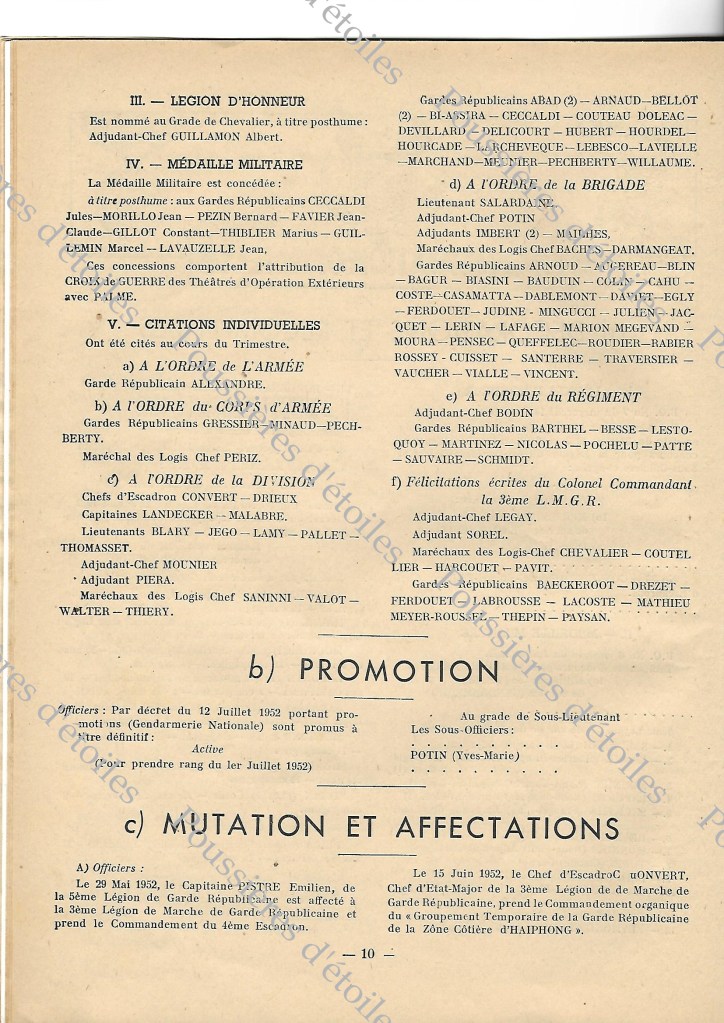 III. — LEGION D'HONNEUR
Est nommé au Grade de Chevalier, à titre posthume :
Adjudant-Chef GUILLAMON Albert.
IV. — MÉDAILLE MILITAIRE
La Médaille Militaire est concédée :
à titre posthume : aux Gardes Républicains CECCALDI
Jules—MORILLO Jean — PEZIN Bernard — FAVIER Jean-
Claude—GILLOT Constant—THIBLIER Marius — GUIL-
LEMIN Marcel -- LAVAUZELLE Jean.
Ces concessions comportent l'attribution de la
CROIX de GUERRE des Théâtres d'Opération Extérieurs
avec PALME.
V. — CITATIONS INDIVIDUELLES
Ont été cités au cours du Trimestre.
a) A L'ORDRE de L'ARMÉE
Garde Républicain ALEXANDRE.
b) A l'ORDRE du CORPS d'ARMÉE
Gardes Républicains GRESSIER—MINAUD—PECH-
BERTY.
Maréchal des Logis Chef PERIZ.
c) A l'ORDRE de la DIVISION
Chefs d'Escadron CONVERT — DRIEUX
Capitaines LANDECKER — MALABRE.
Lieutenants BLARY — JEGO — LAMY — PALLET —
THOMASSET.
Adjudant-Chef MOUNIER
Adjudant PIERA.
Maréchaux des Logis Chef SANINNI — VALOT —
WALTER — THIERY.
Gardes Républicains ABAD (2) — ARNAUD—BELLOT
(2) — BI-ASSIRA — CECCALDI — COUTEAU DOLEAC —
DEVILLARD — DELICOURT — HUBERT — HOURDEL—
HOURCADE — LARCHEVEQUE — LEBESCO—LAVIELLE
—MARCHAND—MEUNIER—PECHBERTY—WILLAUME.
d) A l'ORDRE de la BRIGADE
Lieutenant SALARDAINE.
Adjudant-Chef POTIN
Adjudants IMBERT (2) — MAILHES.
Maréchaux des Logis Chef BACHES—DARMANGEAT.
Gardes Républicains ARNOUD — AUGEREAU—BLIN
— BAGUR — BIASINI — BAUDUIN — COLIN — CAHU —
COSTE—CASAMATTA — DABLEMONT — DAVIET—EGLY
— FERDOUET— JUDINE - MINGUCCI — JULIEN — JAC-
QUET — LERIN — LAFAGE — MARION MEGEVAND —
MOURA — PENSEC — QUEFFELEC—ROUDIER—RABIER
ROSSEY - CUISSET — SANTERRE — TRAVERSIER —
VAUCHER — VIALLE — VINCENT.
e) A l'ORDRE du RÉGIMENT
Adjudant-Chef BODIN
Gardes Républicains BARTHEL — BESSE — LESTO-
QUOY — MARTINEZ — NICOLAS — POCHELU — PATTE
— SAUVAIRE — SCHMIDT.
f) Félicitations écrites du Colonel Commandant
la 3ème L.M.G.R.
Adjudant-Chef LEGAY.
Adjudant SOREL.
Maréchaux des Logis-Chef CHEVALIER — COUTEL
LIER — HARCOUET — PAVIT.
Gardes Républicains BAECKEROOT — DREZET —
FERDOUET — LABROUSSE — LACOSTE — MATHIEU
MEYER-ROUSSEL — THEPIN — PAYSAN.
b) PROMOTION
Officiers : Par décret du 12 Juillet 1952 portant pro-
motions (Gendarmerie Nationale) sont promus à
titre définitif :
Active
(Pour prendre rang du 1er Juillet 1952)
Au grade de Sous-Lieutenant
Les Sous-Officiers :
. . . . . . . . . .
POTIN (Yves-Marie)
. . . . . . . . . .
c) MUTATION ET AFFECTATIONS
A) Officiers :
Le 29 Mai 1952, le Capitaine PISTRE Emilien, de
la 5ème Légion de Garde Républicaine est affecté à
la 3ème Légion de Marche de Garde Républicaine et
prend le Commandement du 4ème Escadron.
Le 15 Juin 1952, le Chef d'EscadroC uONVERT,
Chef d'Etat-Major de la 3ème Légion de de Marche de
Garde Républicaine, prend le Commandement organique
du « Groupement Temporaire de la Garde Républicaine
de la Zône Côtière d'HAIPHONG ».
— 10 —
Poussières d'étoiles